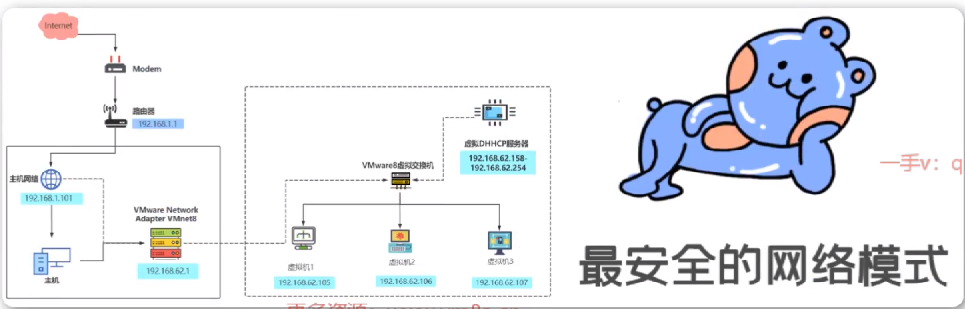 Internet
Modem
路由器
192.168.1.1
主机网络
192.168.1.101
主机
VMware Network
Adapter VMnet8
192.168.62.1
VMware8虚拟交换机
虚拟DHHCP服务器
192.168.62.158-
192.168.62.254
虚拟机1
192.168.62.105
虚拟机2
192.168.62.106
虚拟机3
192.168.62.107
一手v：q
最安全的网络模式